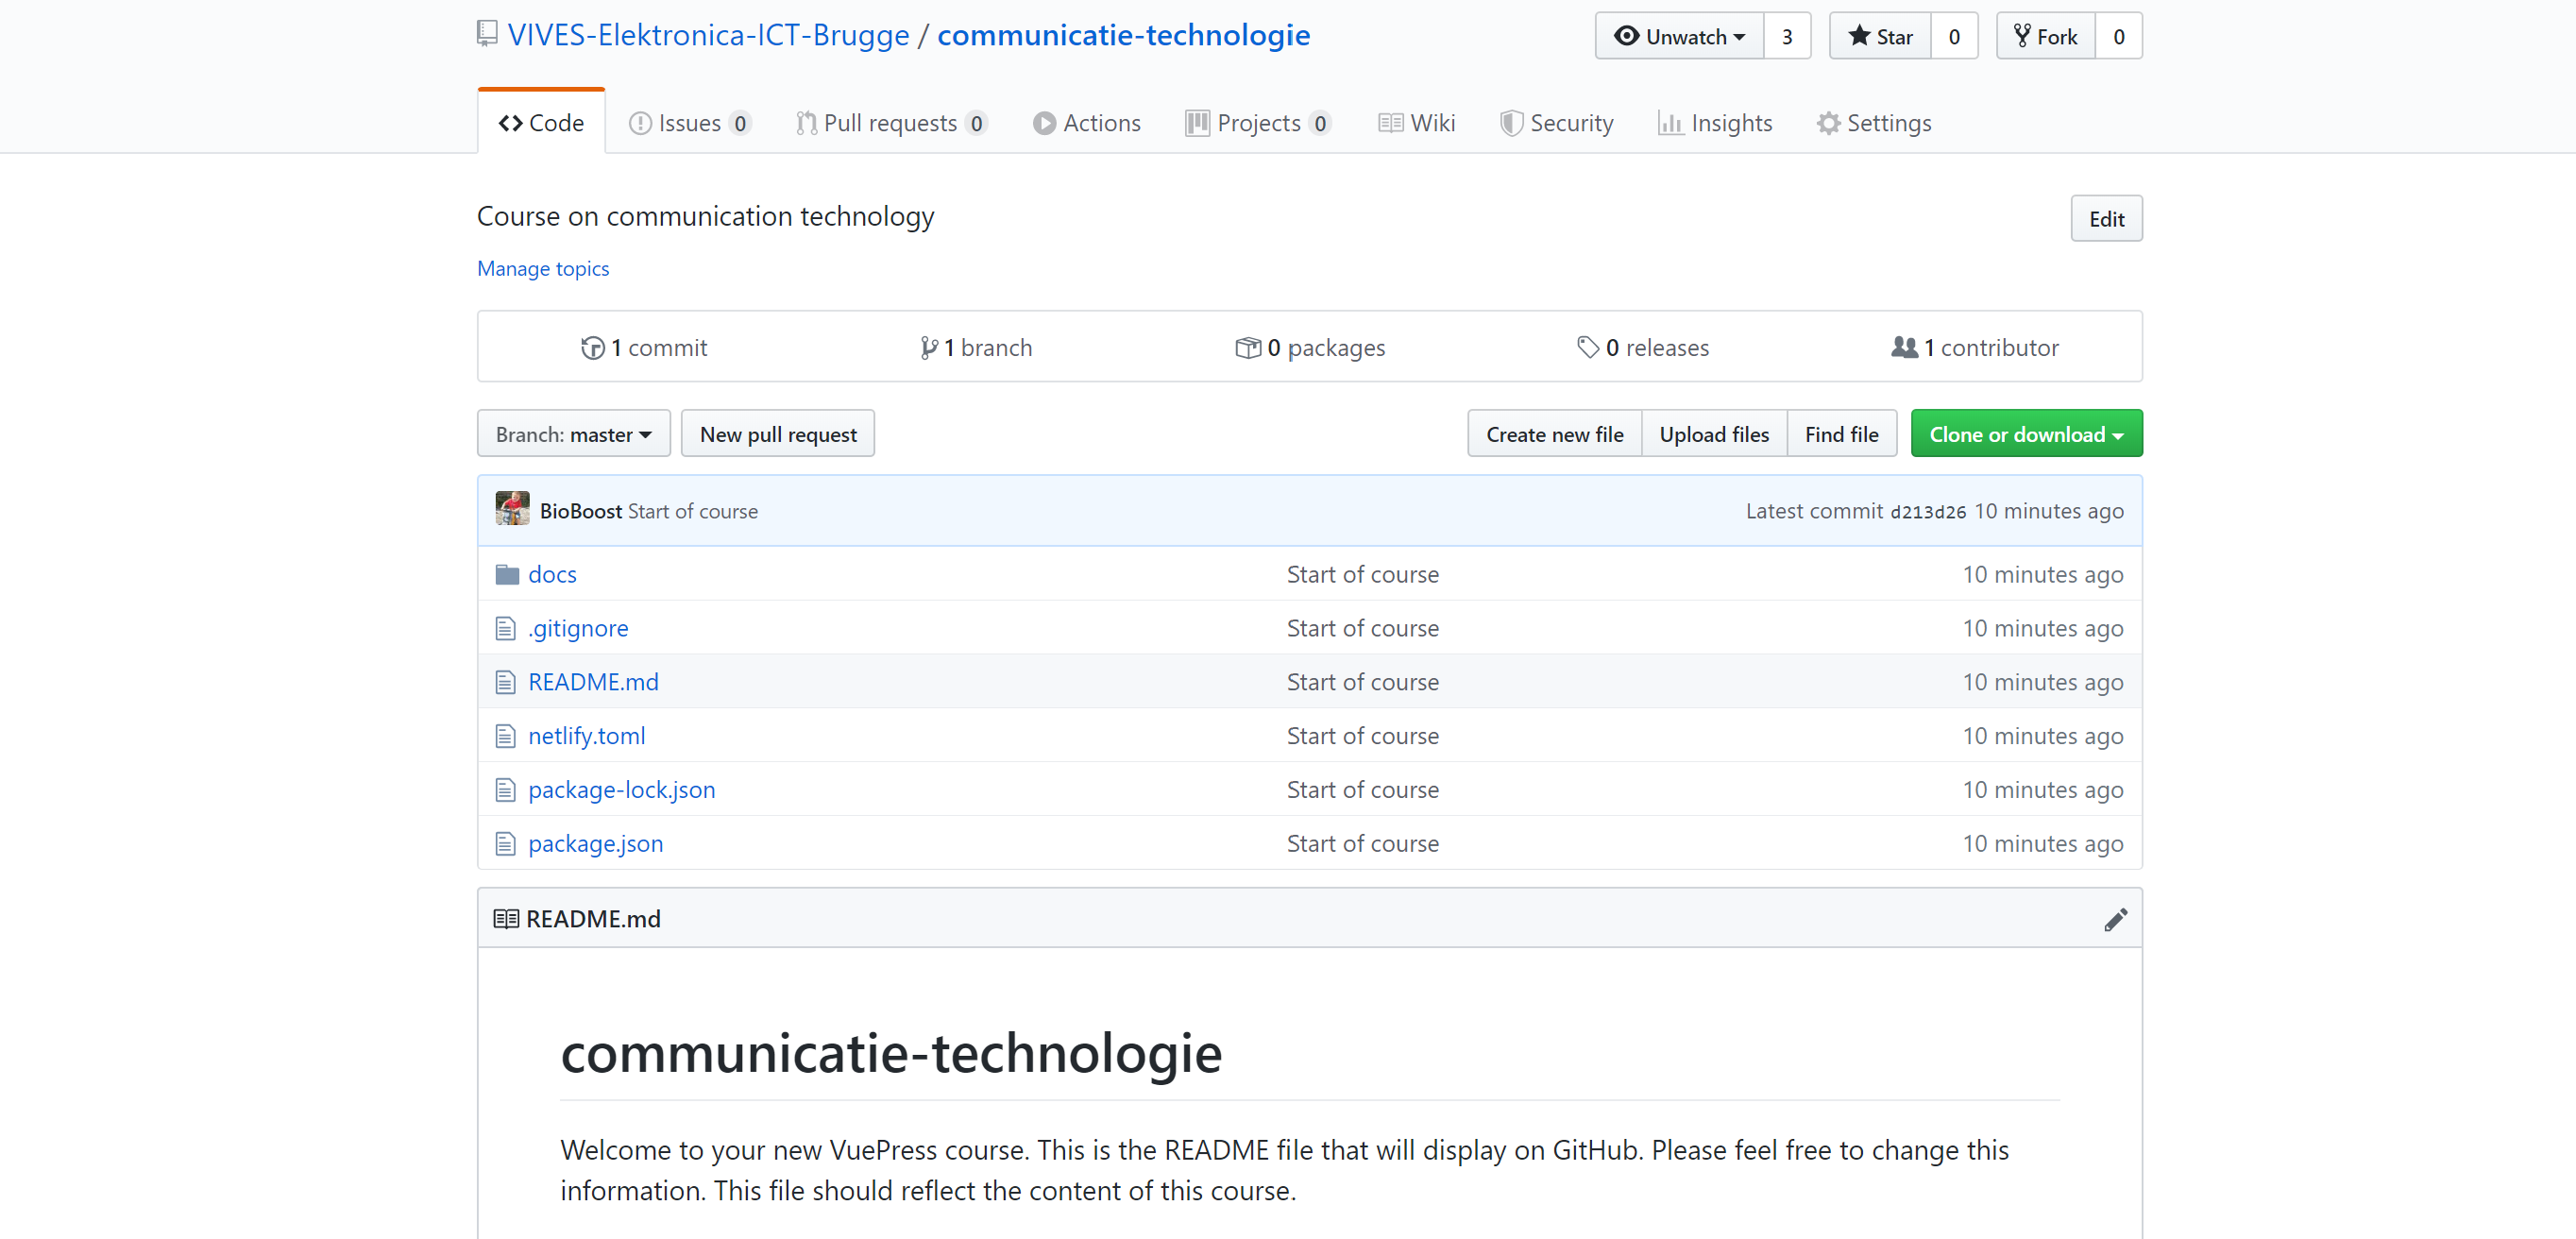 VIVES-Elektronica-ICT-Brugge / communicatie-technologie
Unwatch 3 Star 0 Fork 0
Code Issues 0 Pull requests 0 Actions Projects 0 Wiki Security Insights Settings
Course on communication technology
Edit
Manage topics
1 commit 1 branch 0 packages 0 releases 1 contributor
Branch: master New pull request Create new file Upload files Find file Clone or download
BioBoost Start of course Latest commit d213d26 10 minutes ago
docs Start of course 10 minutes ago
.gitignore Start of course 10 minutes ago
README.md Start of course 10 minutes ago
netlify.toml Start of course 10 minutes ago
package-lock.json Start of course 10 minutes ago
package.json Start of course 10 minutes ago
README.md
communicatie-technologie
Welcome to your new VuePress course. This is the README file that will display on GitHub. Please feel free to change this
information. This file should reflect the content of this course.